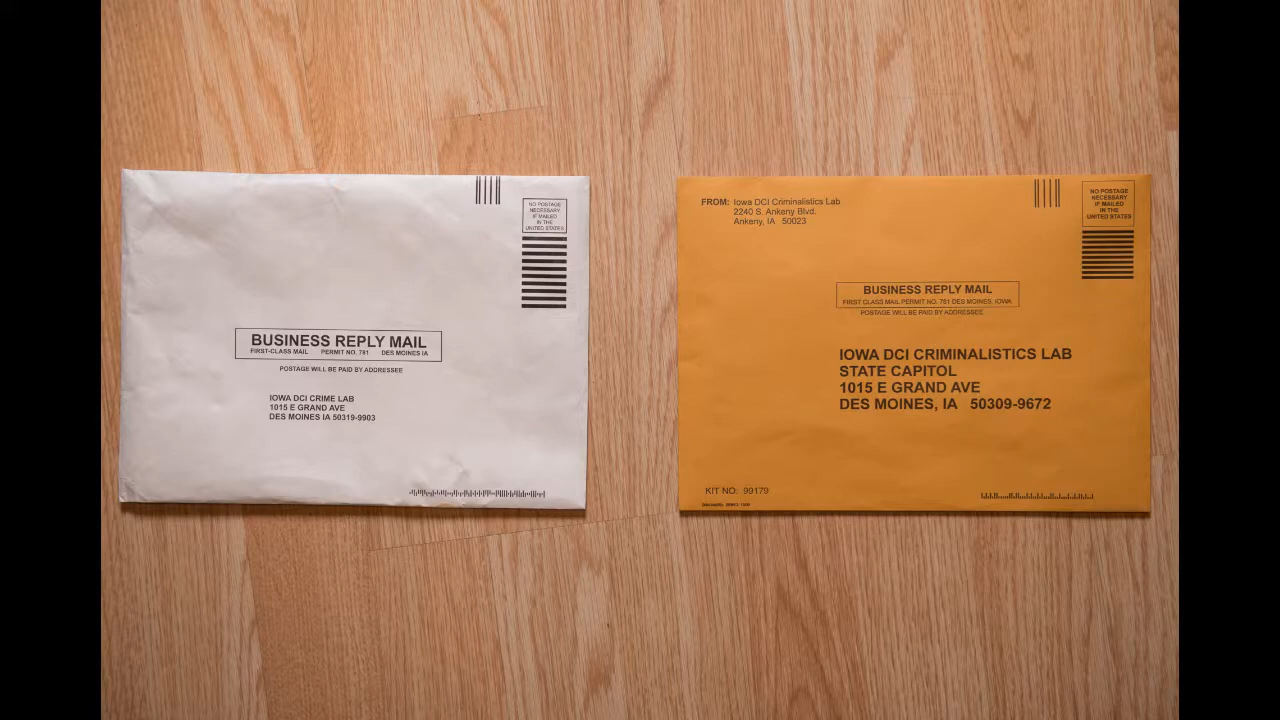 NO POSTAGE
NECESSARY
IF MAILED
IN THE
UNITED STATES
BUSINESS REPLY MAIL
FIRST-CLASS MAIL PERMIT NO. 781 DES MOINES IA
POSTAGE WILL BE PAID BY ADDRESSEE
IOWA DCI CRIME LAB
1015 E GRAND AVE
DES MOINES IA 50319-9903
FROM: Iowa DCI Criminalistics Lab
2240 S. Ankeny Blvd.
Ankeny, IA 50023
NO POSTAGE
NECESSARY
IF MAILED
IN THE
UNITED STATES
BUSINESS REPLY MAIL
FIRST CLASS MAIL PERMIT NO. 781 DES MOINES, IOWA
POSTAGE WILL BE PAID BY ADDRESSEE
IOWA DCI CRIMINALISTICS LAB
STATE CAPITOL
1015 E GRAND AVE
DES MOINES, IA 50309-9672
KIT NO: 99179